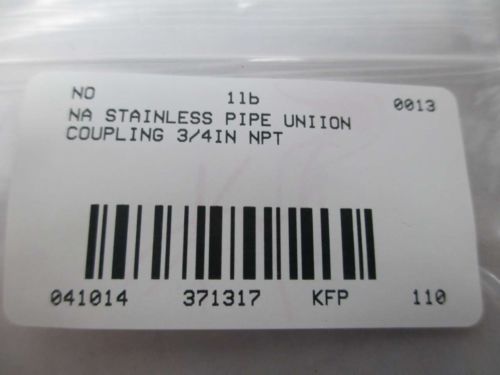 NO 1lb 0013
NA STAINLESS PIPE UNIION
COUPLING 3/4IN NPT
041014 371317 KFP 110